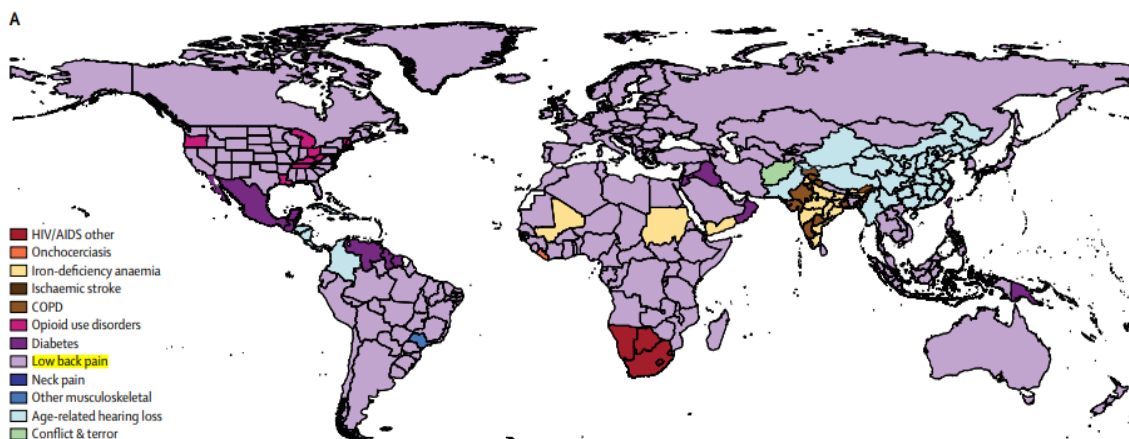 A
HIV/AIDS other
Onchocerciasis
Iron-deficiency anaemia
Ischaemic stroke
COPD
Opioid use disorders
Diabetes
Low back pain
Neck pain
Other musculoskeletal
Age-related hearing loss
Conflict & terror